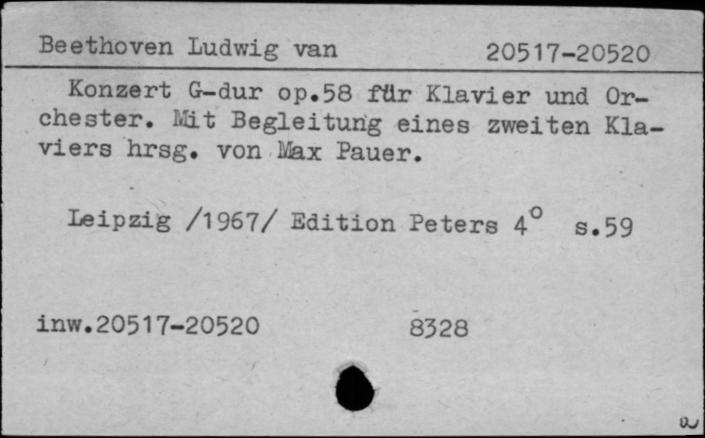 Beethoven Ludwig van 20517-20520
Konzert G-dur op.58 für Klavier und Or-
chester. Mit Begleitung eines zweiten Kla-
viers hrsg. von Max Pauer.
Leipzig /1967/ Edition Peters 4° s.59
inw.20517-20520 8328